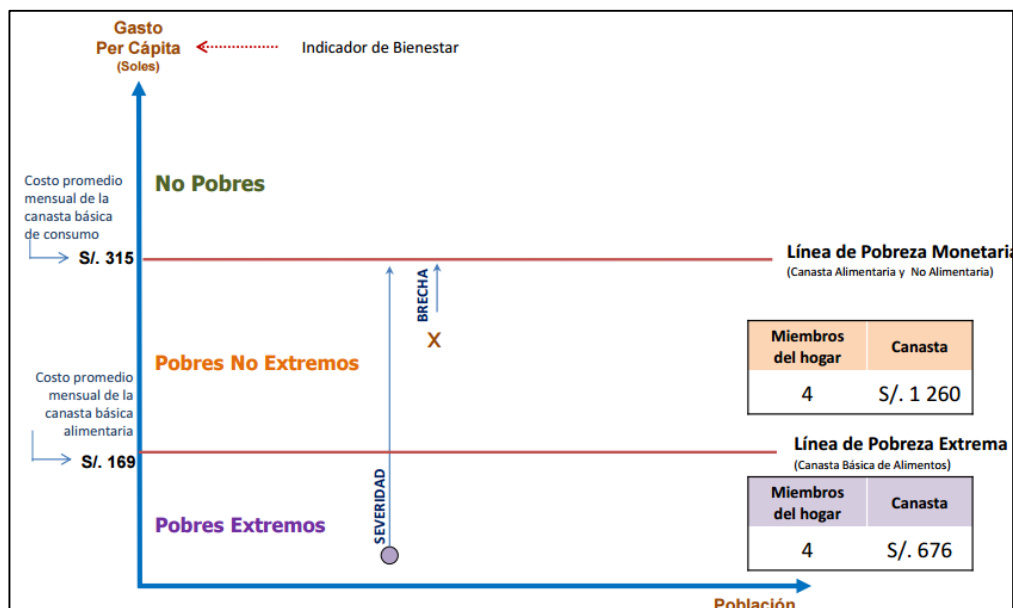 Gasto
Per Cápita
(Soles)
Indicador de Bienestar
Costo promedio
mensual de la
canasta básica
de consumo
S/. 315
No Pobres
Línea de Pobreza Monetaria
(Canasta Alimentaria y No Alimentaria)
BRECHA
X
Miembros
del hogar
Canasta
4
S/. 1 260
Pobres No Extremos
Costo promedio
mensual de la
canasta básica
alimentaria
S/. 169
Línea de Pobreza Extrema
(Canasta Básica de Alimentos)
SEVERIDAD
Miembros
del hogar
Canasta
4
S/. 676
Pobres Extremos
Población